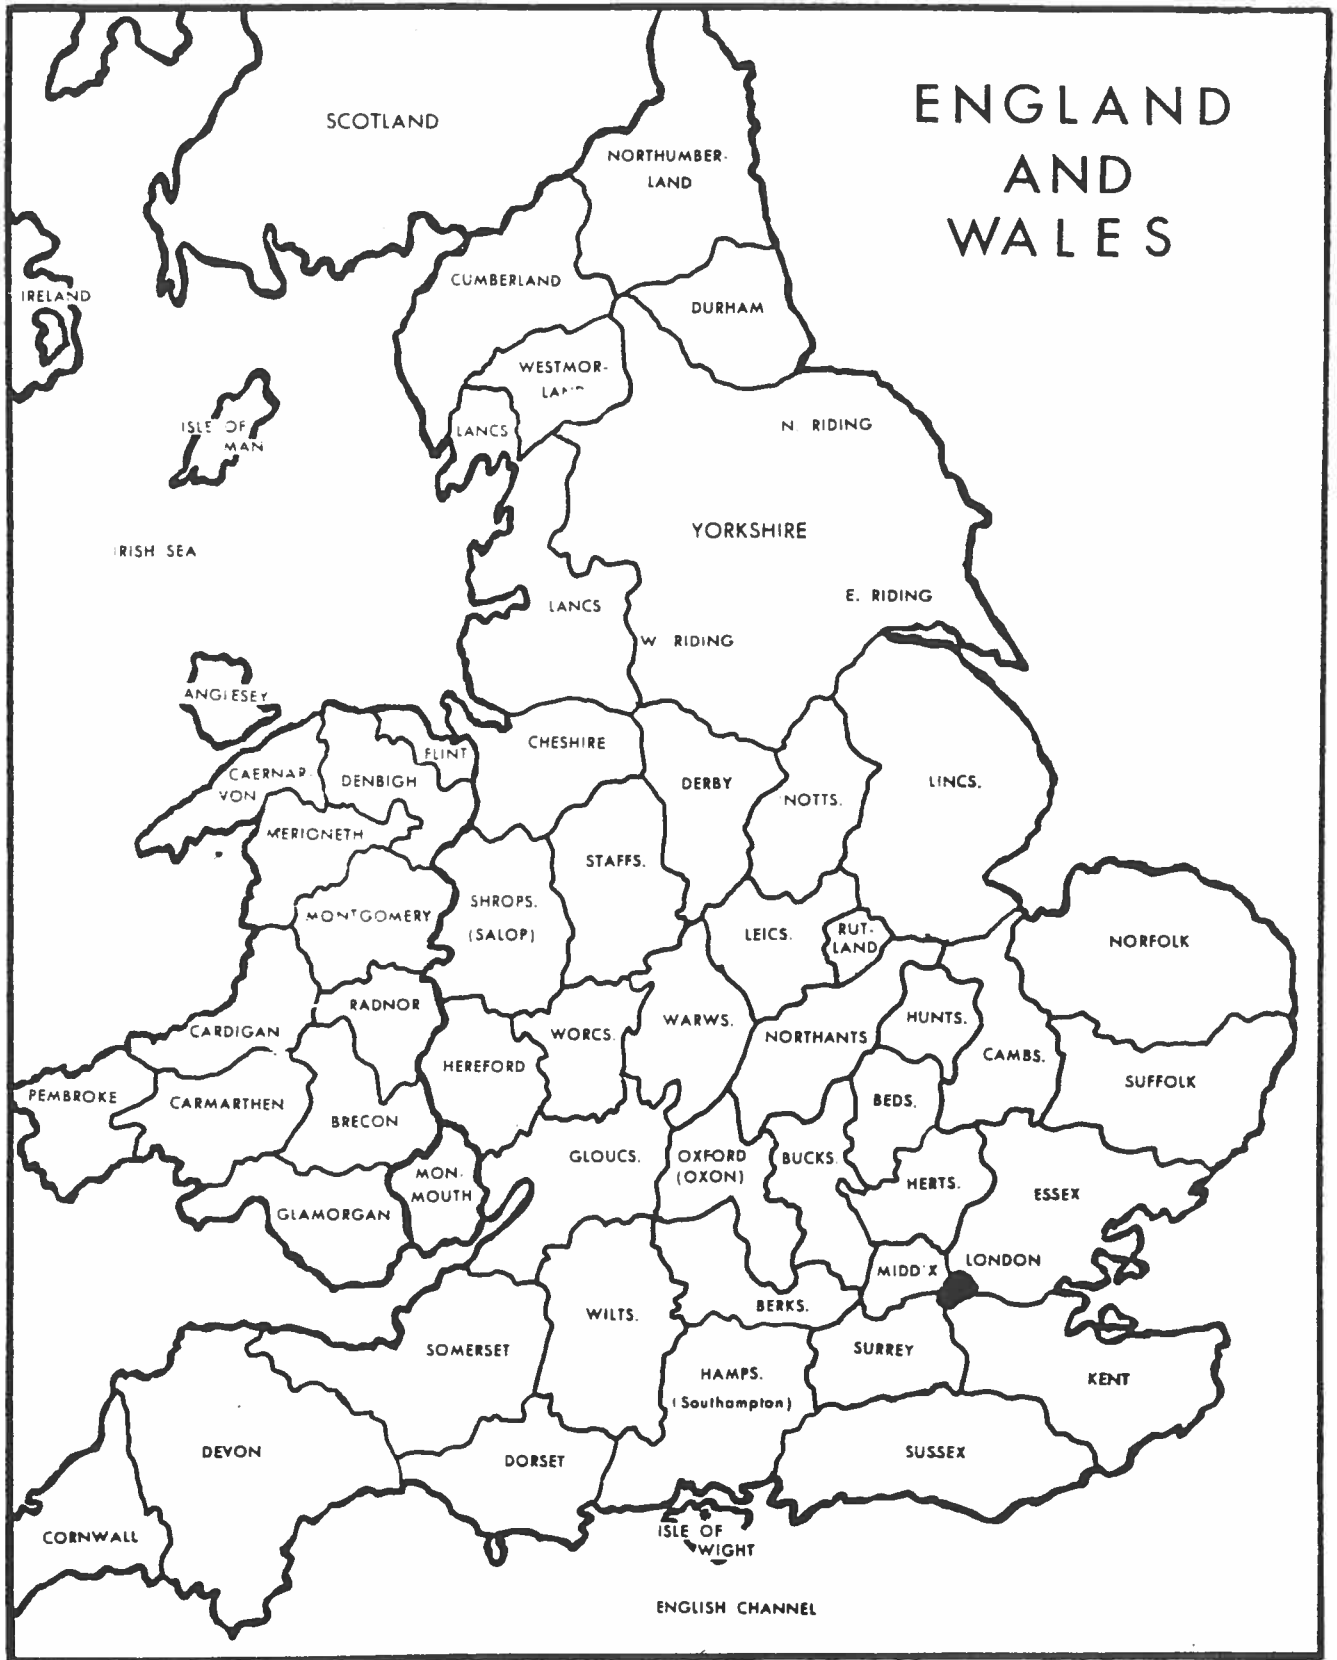 ENGLAND
AND
WALES
SCOTLAND
NORTHUMBER-
LAND
CUMBERLAND
IRELAND
DURHAM
WESTMOR-
LANCS
ISLE OF
MAN
N. RIDING
IRISH SEA
YORKSHIRE
E. RIDING
LANCS
W RIDING
ANGLESEY
CHESHIRE
FLINT
CAERNAR-
VON
DENBIGH
DERBY
NOTTS.
LINCS.
MERIGNETH
STAFFS.
SHROPS.
(SALOP)
MONTGOMERY
LEICS.
RUT-
LAND
NORFOLK
RADNOR
CARDIGAN
WORCS.
WARWS.
NORTHANTS
HUNTS.
CAMBS.
HEREFORD
PEMBROKE
CARMARTHEN
BRECON
BEDS.
SUFFOLK
GLOUCS.
OXFORD
(OXON)
BUCKS.
MON-
MOUTH
HERTS.
ESSEX
GLAMORGAN
MIDD'X
LONDON
WILTS.
BERKS.
SOMERSET
SURREY
HAMPS.
(Southampton)
KENT
DEVON
DORSET
SUSSEX
CORNWALL
ISLE OF
WIGHT
ENGLISH CHANNEL